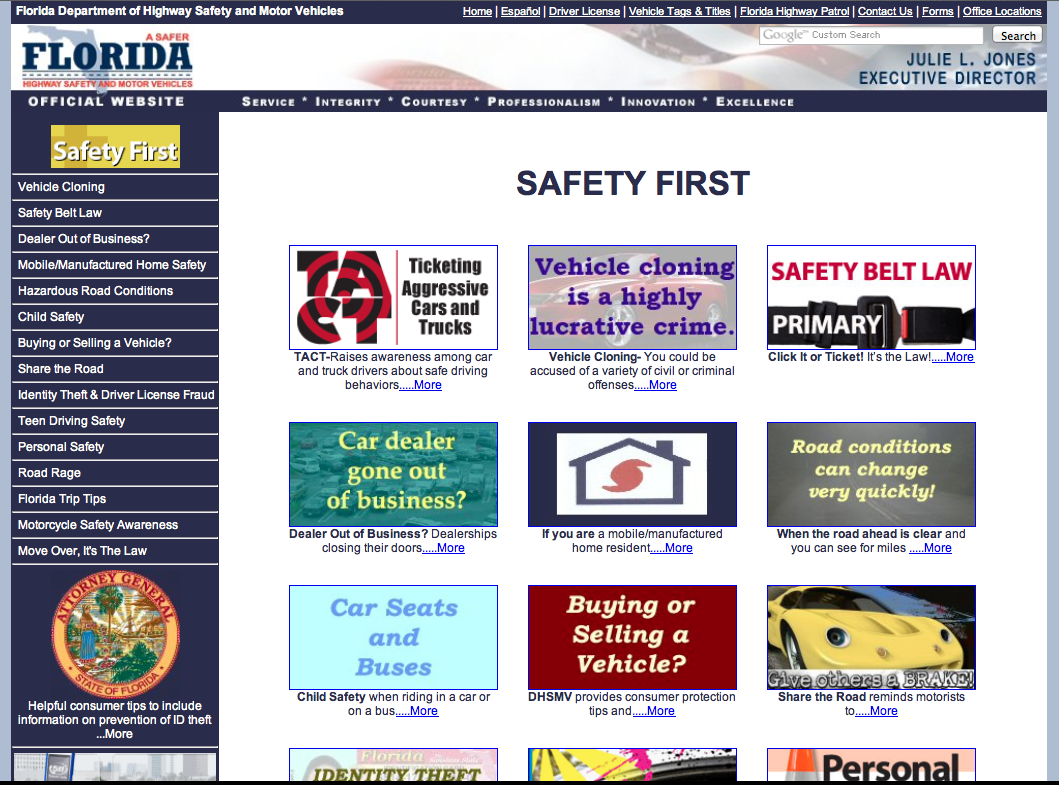 Florida Department of Highway Safety and Motor Vehicles
Home | Español | Driver License | Vehicle Tags & Titles | Florida Highway Patrol | Contact Us | Forms | Office Locations
A SAFER
FLORIDA
HIGHWAY SAFETY AND MOTOR VEHICLES
OFFICIAL WEBSITE
Google™ Custom Search
Search
JULIE L. JONES
EXECUTIVE DIRECTOR
SERVICE * INTEGRITY * COURTESY * PROFESSIONALISM * INNOVATION * EXCELLENCE
Safety First
Vehicle Cloning
Safety Belt Law
Dealer Out of Business?
Mobile/Manufactured Home Safety
Hazardous Road Conditions
Child Safety
Buying or Selling a Vehicle?
Share the Road
Identity Theft & Driver License Fraud
Teen Driving Safety
Personal Safety
Road Rage
Florida Trip Tips
Motorcycle Safety Awareness
Move Over, It's The Law
ATTORNEY GENERAL
STATE OF FLORIDA
Helpful consumer tips to include
information on prevention of ID theft
...More
SAFETY FIRST
TACT
Ticketing
Aggressive
Cars and
Trucks
TACT-Raises awareness among car
and truck drivers about safe driving
behaviors.....More
Vehicle cloning
is a highly
lucrative crime.
Vehicle Cloning- You could be
accused of a variety of civil or criminal
offenses.....More
SAFETY BELT LAW
PRIMARY
Click It or Ticket! It's the Law!.....More
Car dealer
gone out
of business?
Dealer Out of Business? Dealerships
closing their doors.....More
If you are a mobile/manufactured
home resident.....More
Road conditions
can change
very quickly!
When the road ahead is clear and
you can see for miles .....More
Car Seats
and
Buses
Child Safety when riding in a car or
on a bus.....More
Buying or
Selling a
Vehicle?
DHSMV provides consumer protection
tips and.....More
Give others a BRAKE!
Share the Road reminds motorists
to.....More
Florida
IDENTITY THEFT
Personal